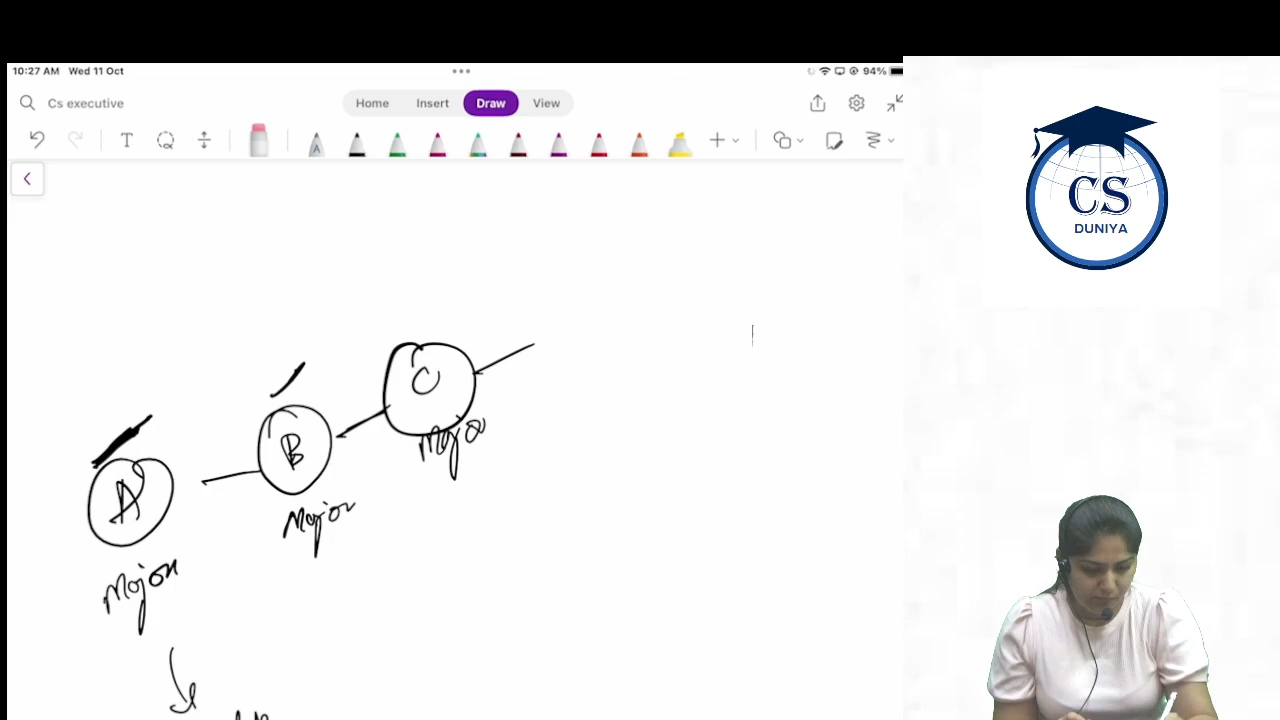 10:27 AM Wed 11 Oct
94%
Cs executive
Home Insert Draw View
T
A
CS
DUNIYA
C
Major
B
Major
A
Major